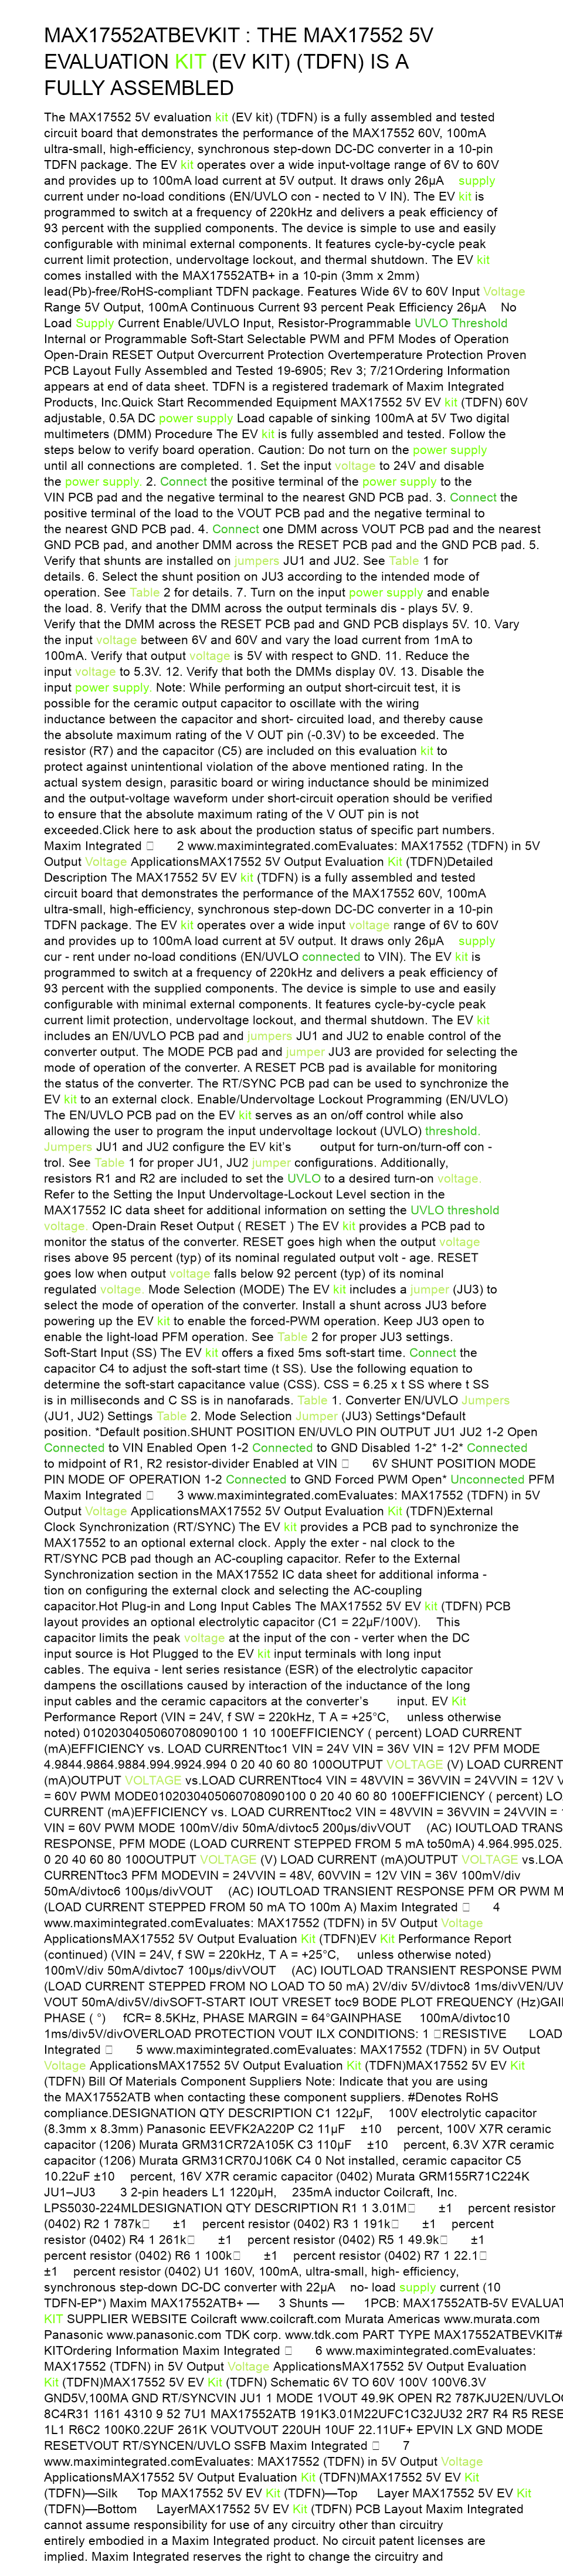 MAX17552ATBEVKIT : THE MAX17552 5V
EVALUATION KIT (EV KIT) (TDFN) IS A
FULLY ASSEMBLED
The MAX17552 5V evaluation kit (EV kit) (TDFN) is a fully assembled and tested
circuit board that demonstrates the performance of the MAX17552 60V, 100mA
ultra-small, high-efficiency, synchronous step-down DC-DC converter in a 10-pin
TDFN package. The EV kit operates over a wide input-voltage range of 6V to 60V
and provides up to 100mA load current at 5V output. It draws only 26µA supply
current under no-load conditions (EN/UVLO con - nected to V IN). The EV kit is
programmed to switch at a frequency of 220kHz and delivers a peak efficiency of
93 percent with the supplied components. The device is simple to use and easily
configurable with minimal external components. It features cycle-by-cycle peak
current limit protection, undervoltage lockout, and thermal shutdown. The EV kit
comes installed with the MAX17552ATB+ in a 10-pin (3mm x 2mm)
lead(Pb)-free/RoHS-compliant TDFN package. Features Wide 6V to 60V Input Voltage
Range 5V Output, 100mA Continuous Current 93 percent Peak Efficiency 26µA No
Load Supply Current Enable/UVLO Input, Resistor-Programmable UVLO Threshold
Internal or Programmable Soft-Start Selectable PWM and PFM Modes of Operation
Open-Drain RESET Output Overcurrent Protection Overtemperature Protection Proven
PCB Layout Fully Assembled and Tested 19-6905; Rev 3; 7/21Ordering Information
appears at end of data sheet. TDFN is a registered trademark of Maxim Integrated
Products, Inc.Quick Start Recommended Equipment MAX17552 5V EV kit (TDFN) 60V
adjustable, 0.5A DC power supply Load capable of sinking 100mA at 5V Two digital
multimeters (DMM) Procedure The EV kit is fully assembled and tested. Follow the
steps below to verify board operation. Caution: Do not turn on the power supply
until all connections are completed. 1. Set the input voltage to 24V and disable
the power supply. 2. Connect the positive terminal of the power supply to the
VIN PCB pad and the negative terminal to the nearest GND PCB pad. 3. Connect the
positive terminal of the load to the VOUT PCB pad and the negative terminal to
the nearest GND PCB pad. 4. Connect one DMM across VOUT PCB pad and the nearest
GND PCB pad, and another DMM across the RESET PCB pad and the GND PCB pad. 5.
Verify that shunts are installed on jumpers JU1 and JU2. See Table 1 for
details. 6. Select the shunt position on JU3 according to the intended mode of
operation. See Table 2 for details. 7. Turn on the input power supply and enable
the load. 8. Verify that the DMM across the output terminals dis - plays 5V. 9.
Verify that the DMM across the RESET PCB pad and GND PCB displays 5V. 10. Vary
the input voltage between 6V and 60V and vary the load current from 1mA to
100mA. Verify that output voltage is 5V with respect to GND. 11. Reduce the
input voltage to 5.3V. 12. Verify that both the DMMs display 0V. 13. Disable the
input power supply. Note: While performing an output short-circuit test, it is
possible for the ceramic output capacitor to oscillate with the wiring
inductance between the capacitor and short- circuited load, and thereby cause
the absolute maximum rating of the V OUT pin (-0.3V) to be exceeded. The
resistor (R7) and the capacitor (C5) are included on this evaluation kit to
protect against unintentional violation of the above mentioned rating. In the
actual system design, parasitic board or wiring inductance should be minimized
and the output-voltage waveform under short-circuit operation should be verified
to ensure that the absolute maximum rating of the V OUT pin is not
exceeded.Click here to ask about the production status of specific part numbers.
Maxim Integrated  2 www.maximintegrated.comEvaluates: MAX17552 (TDFN) in 5V
Output Voltage ApplicationsMAX17552 5V Output Evaluation Kit (TDFN)Detailed
Description The MAX17552 5V EV kit (TDFN) is a fully assembled and tested
circuit board that demonstrates the performance of the MAX17552 60V, 100mA
ultra-small, high-efficiency, synchronous step-down DC-DC converter in a 10-pin
TDFN package. The EV kit operates over a wide input voltage range of 6V to 60V
and provides up to 100mA load current at 5V output. It draws only 26µA supply
cur - rent under no-load conditions (EN/UVLO connected to VIN). The EV kit is
programmed to switch at a frequency of 220kHz and delivers a peak efficiency of
93 percent with the supplied components. The device is simple to use and easily
configurable with minimal external components. It features cycle-by-cycle peak
current limit protection, undervoltage lockout, and thermal shutdown. The EV kit
includes an EN/UVLO PCB pad and jumpers JU1 and JU2 to enable control of the
converter output. The MODE PCB pad and jumper JU3 are provided for selecting the
mode of operation of the converter. A RESET PCB pad is available for monitoring
the status of the converter. The RT/SYNC PCB pad can be used to synchronize the
EV kit to an external clock. Enable/Undervoltage Lockout Programming (EN/UVLO)
The EN/UVLO PCB pad on the EV kit serves as an on/off control while also
allowing the user to program the input undervoltage lockout (UVLO) threshold.
Jumpers JU1 and JU2 configure the EV kit's output for turn-on/turn-off con -
trol. See Table 1 for proper JU1, JU2 jumper configurations. Additionally,
resistors R1 and R2 are included to set the UVLO to a desired turn-on voltage.
Refer to the Setting the Input Undervoltage-Lockout Level section in the
MAX17552 IC data sheet for additional information on setting the UVLO threshold
voltage. Open-Drain Reset Output ( RESET ) The EV kit provides a PCB pad to
monitor the status of the converter. RESET goes high when the output voltage
rises above 95 percent (typ) of its nominal regulated output volt - age. RESET
goes low when output voltage falls below 92 percent (typ) of its nominal
regulated voltage. Mode Selection (MODE) The EV kit includes a jumper (JU3) to
select the mode of operation of the converter. Install a shunt across JU3 before
powering up the EV kit to enable the forced-PWM operation. Keep JU3 open to
enable the light-load PFM operation. See Table 2 for proper JU3 settings.
Soft-Start Input (SS) The EV kit offers a fixed 5ms soft-start time. Connect the
capacitor C4 to adjust the soft-start time (t SS). Use the following equation to
determine the soft-start capacitance value (CSS). CSS = 6.25 x t SS where t SS
is in milliseconds and C SS is in nanofarads. Table 1. Converter EN/UVLO Jumpers
(JU1, JU2) Settings Table 2. Mode Selection Jumper (JU3) Settings*Default
position. *Default position.SHUNT POSITION EN/UVLO PIN OUTPUT JU1 JU2 1-2 Open
Connected to VIN Enabled Open 1-2 Connected to GND Disabled 1-2* 1-2* Connected
to midpoint of R1, R2 resistor-divider Enabled at VIN  6V SHUNT POSITION MODE
PIN MODE OF OPERATION 1-2 Connected to GND Forced PWM Open* Unconnected PFM
Maxim Integrated  3 www.maximintegrated.comEvaluates: MAX17552 (TDFN) in 5V
Output Voltage ApplicationsMAX17552 5V Output Evaluation Kit (TDFN)External
Clock Synchronization (RT/SYNC) The EV kit provides a PCB pad to synchronize the
MAX17552 to an optional external clock. Apply the exter - nal clock to the
RT/SYNC PCB pad though an AC-coupling capacitor. Refer to the External
Synchronization section in the MAX17552 IC data sheet for additional informa -
tion on configuring the external clock and selecting the AC-coupling
capacitor.Hot Plug-in and Long Input Cables The MAX17552 5V EV kit (TDFN) PCB
layout provides an optional electrolytic capacitor (C1 = 22µF/100V). This
capacitor limits the peak voltage at the input of the con - verter when the DC
input source is Hot Plugged to the EV kit input terminals with long input
cables. The equiva - lent series resistance (ESR) of the electrolytic capacitor
dampens the oscillations caused by interaction of the inductance of the long
input cables and the ceramic capacitors at the converter's input. EV Kit
Performance Report (VIN = 24V, f SW = 220kHz, T A = +25°C, unless otherwise
noted) 0102030405060708090100 1 10 100EFFICIENCY ( percent) LOAD CURRENT
(mA)EFFICIENCY vs. LOAD CURRENTtoc1 VIN = 24V VIN = 36V VIN = 12V PFM MODE
4.9844.9864.9884.994.9924.994 0 20 40 60 80 100OUTPUT VOLTAGE (V) LOAD CURRENT
(mA)OUTPUT VOLTAGE vs.LOAD CURRENTtoc4 VIN = 48VVIN = 36VVIN = 24VVIN = 12V V
= 60V PWM MODE0102030405060708090100 0 20 40 60 80 100EFFICIENCY ( percent) LO
CURRENT (mA)EFFICIENCY vs. LOAD CURRENTtoc2 VIN = 48VVIN = 36VVIN = 24VVIN =
VIN = 60V PWM MODE 100mV/div 50mA/divtoc5 200µs/divVOUT (AC) IOUTLOAD TRANS
RESPONSE, PFM MODE (LOAD CURRENT STEPPED FROM 5 mA to50mA) 4.964.995.025.
0 20 40 60 80 100OUTPUT VOLTAGE (V) LOAD CURRENT (mA)OUTPUT VOLTAGE vs.LOA
CURRENTtoc3 PFM MODEVIN = 24VVIN = 48V, 60VVIN = 12V VIN = 36V 100mV/div
50mA/divtoc6 100µs/divVOUT (AC) IOUTLOAD TRANSIENT RESPONSE PFM OR PWM M
(LOAD CURRENT STEPPED FROM 50 mA TO 100m A) Maxim Integrated  4
www.maximintegrated.comEvaluates: MAX17552 (TDFN) in 5V Output Voltage
ApplicationsMAX17552 5V Output Evaluation Kit (TDFN)EV Kit Performance Report
(continued) (VIN = 24V, f SW = 220kHz, T A = +25°C, unless otherwise noted)
100mV/div 50mA/divtoc7 100µs/divVOUT (AC) IOUTLOAD TRANSIENT RESPONSE PWM
(LOAD CURRENT STEPPED FROM NO LOAD TO 50 mA) 2V/div 5V/divtoc8 1ms/divVEN/UV
VOUT 50mA/div5V/divSOFT-START IOUT VRESET toc9 BODE PLOT FREQUENCY (Hz)GAI
PHASE ( °) fCR= 8.5KHz, PHASE MARGIN = 64°GAINPHASE 100mA/divtoc10
1ms/div5V/divOVERLOAD PROTECTION VOUT ILX CONDITIONS: 1 RESISTIVE LOAD
Integrated  5 www.maximintegrated.comEvaluates: MAX17552 (TDFN) in 5V Output
Voltage ApplicationsMAX17552 5V Output Evaluation Kit (TDFN)MAX17552 5V EV Kit
(TDFN) Bill Of Materials Component Suppliers Note: Indicate that you are using
the MAX17552ATB when contacting these component suppliers. #Denotes RoHS
compliance.DESIGNATION QTY DESCRIPTION C1 122µF, 100V electrolytic capacitor
(8.3mm x 8.3mm) Panasonic EEVFK2A220P C2 11µF ±10 percent, 100V X7R ceramic
capacitor (1206) Murata GRM31CR72A105K C3 110µF ±10 percent, 6.3V X7R ceramic
capacitor (1206) Murata GRM31CR70J106K C4 0 Not installed, ceramic capacitor C5
10.22uF ±10 percent, 16V X7R ceramic capacitor (0402) Murata GRM155R71C224K
JU1–JU3 3 2-pin headers L1 1220µH, 235mA inductor Coilcraft, Inc.
LPS5030-224MLDESIGNATION QTY DESCRIPTION R1 1 3.01M ±1 percent resistor
(0402) R2 1 787k ±1 percent resistor (0402) R3 1 191k ±1 percent
resistor (0402) R4 1 261k ±1 percent resistor (0402) R5 1 49.9k ±1
percent resistor (0402) R6 1 100k ±1 percent resistor (0402) R7 1 22.1
±1 percent resistor (0402) U1 160V, 100mA, ultra-small, high- efficiency,
synchronous step-down DC-DC converter with 22µA no- load supply current (10
TDFN-EP*) Maxim MAX17552ATB+ — 3 Shunts — 1PCB: MAX17552ATB-5V EVALUAT
KIT SUPPLIER WEBSITE Coilcraft www.coilcraft.com Murata Americas www.murata.com
Panasonic www.panasonic.com TDK corp. www.tdk.com PART TYPE MAX17552ATBEVKIT#
KITOrdering Information Maxim Integrated  6 www.maximintegrated.comEvaluates:
MAX17552 (TDFN) in 5V Output Voltage ApplicationsMAX17552 5V Output Evaluation
Kit (TDFN)MAX17552 5V EV Kit (TDFN) Schematic 6V TO 60V 100V 100V6.3V
GND5V,100MA GND RT/SYNCVIN JU1 1 MODE 1VOUT 49.9K OPEN R2 787KJU2EN/UVLO
8C4R31 1161 4310 9 52 7U1 MAX17552ATB 191K3.01M22UFC1C32JU32 2R7 R4 R5 RESE
1L1 R6C2 100K0.22UF 261K VOUTVOUT 220UH 10UF 22.11UF+ EPVIN LX GND MODE
RESETVOUT RT/SYNCEN/UVLO SSFB Maxim Integrated  7
www.maximintegrated.comEvaluates: MAX17552 (TDFN) in 5V Output Voltage
ApplicationsMAX17552 5V Output Evaluation Kit (TDFN)MAX17552 5V EV Kit
(TDFN)—Silk Top MAX17552 5V EV Kit (TDFN)—Top Layer MAX17552 5V EV Kit
(TDFN)—Bottom LayerMAX17552 5V EV Kit (TDFN) PCB Layout Maxim Integrated
cannot assume responsibility for use of any circuitry other than circuitry
entirely embodied in a Maxim Integrated product. No circuit patent licenses are
implied. Maxim Integrated reserves the right to change the circuitry and